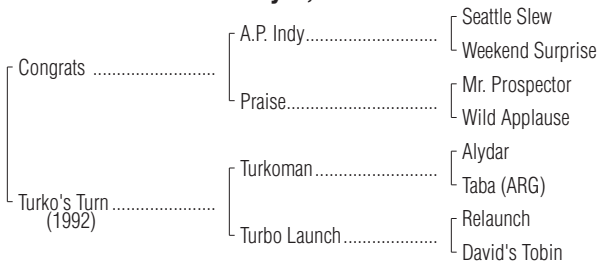 Seattle Slew
A.P. Indy
Weekend Surprise
Congrats
Mr. Prospector
Praise
Wild Applause
Alydar
Turkoman
Taba (ARG)
Turko's Turn
(1992)
Relaunch
Turbo Launch
David's Tobin